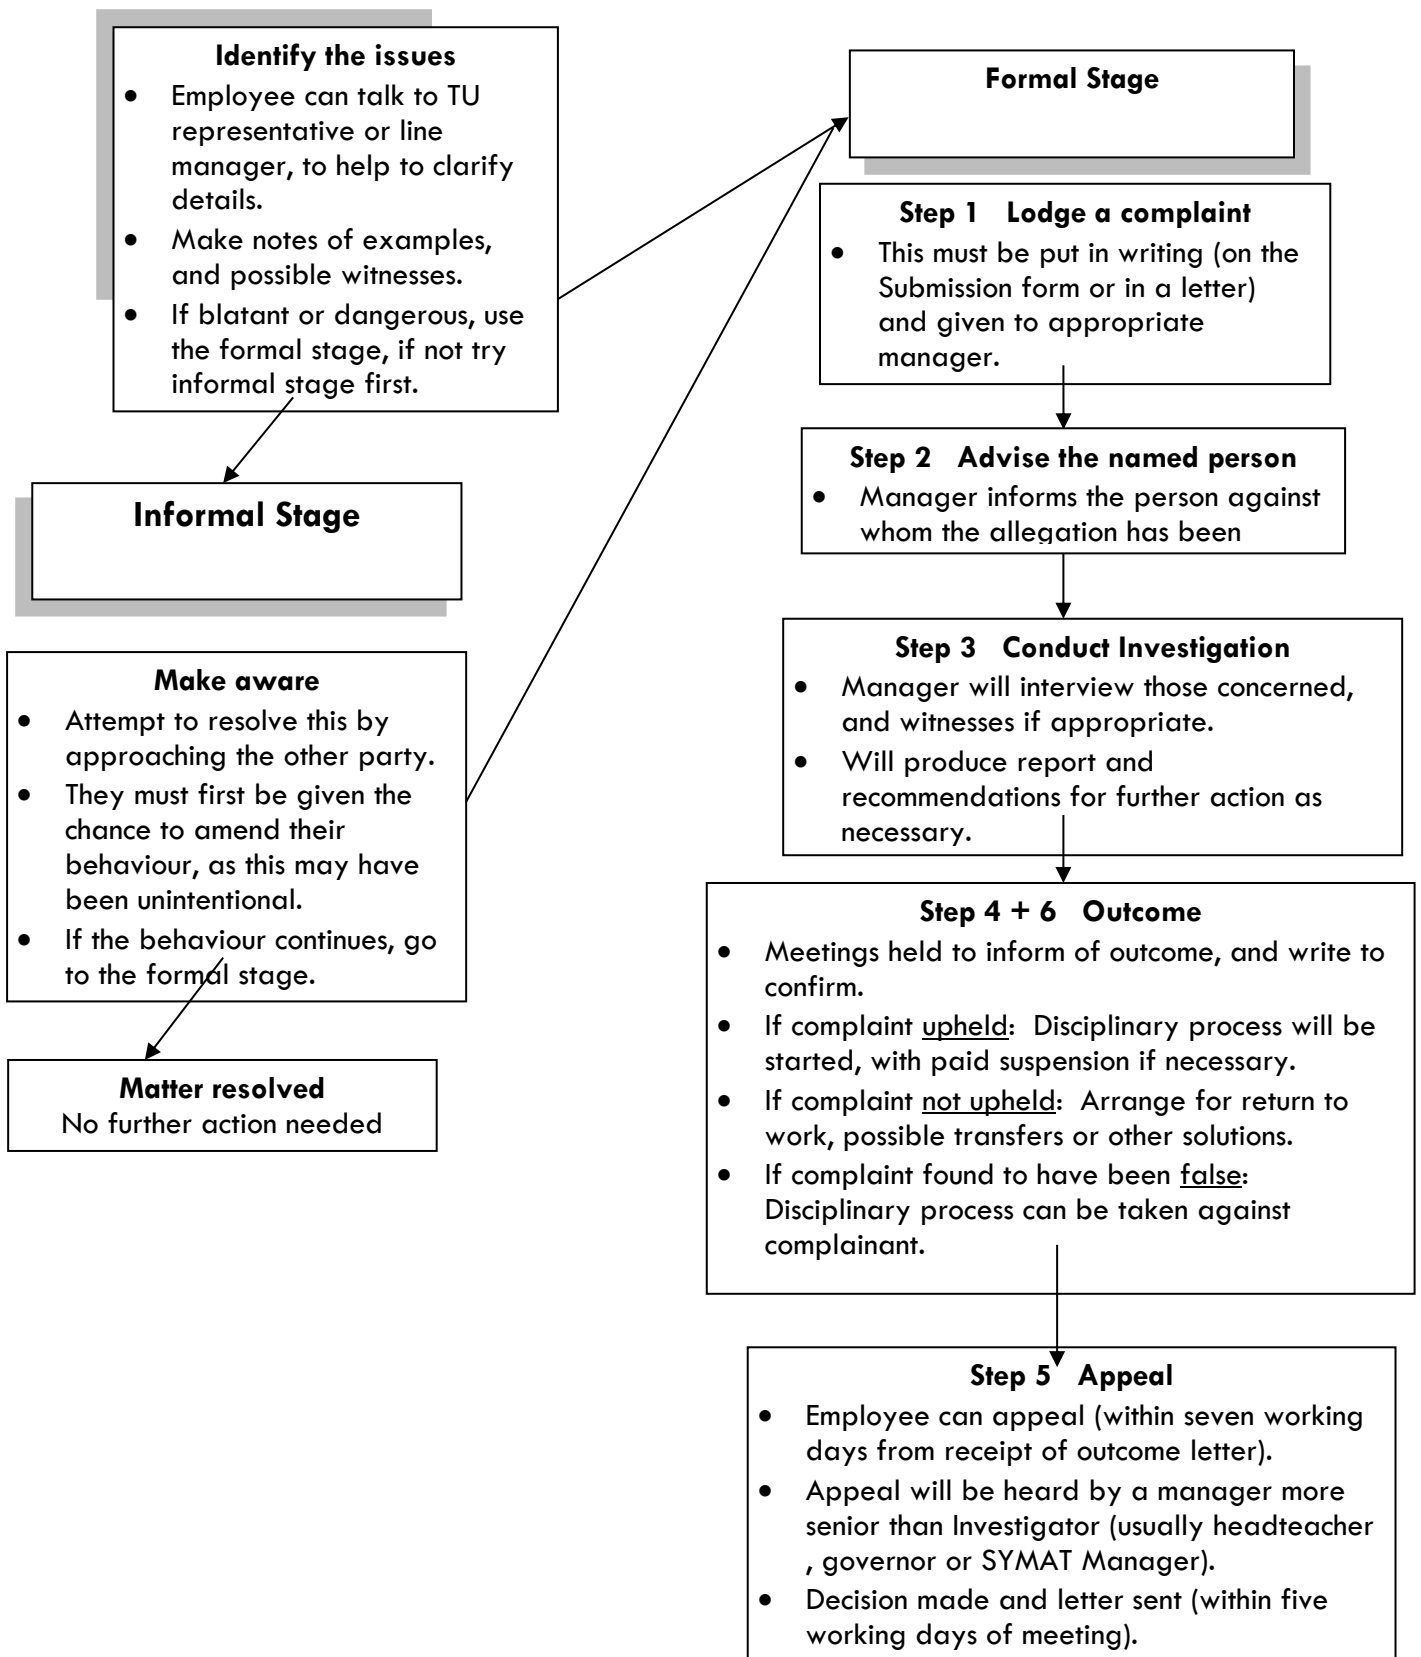 Identify the issues
• Employee can talk to TU
representative or line
manager, to help to clarify
details.
• Make notes of examples,
and possible witnesses.
• If blatant or dangerous, use
the formal stage, if not try
informal stage first.
Informal Stage
Make aware
• Attempt to resolve this by
approaching the other party.
• They must first be given the
chance to amend their
behaviour, as this may have
been unintentional.
• If the behaviour continues, go
to the formal stage.
Matter resolved
No further action needed
Formal Stage
Step 1 Lodge a complaint
• This must be put in writing (on the
Submission form or in a letter)
and given to appropriate
manager.
Step 2 Advise the named person
• Manager informs the person against
whom the allegation has been
Step 3 Conduct Investigation
• Manager will interview those concerned,
and witnesses if appropriate.
• Will produce report and
recommendations for further action as
necessary.
Step 4 + 6 Outcome
• Meetings held to inform of outcome, and write to
confirm.
• If complaint upheld: Disciplinary process will be
started, with paid suspension if necessary.
• If complaint not upheld: Arrange for return to
work, possible transfers or other solutions.
• If complaint found to have been false:
Disciplinary process can be taken against
complainant.
Step 5 Appeal
• Employee can appeal (within seven working
days from receipt of outcome letter).
• Appeal will be heard by a manager more
senior than Investigator (usually headteacher
, governor or SYMAT Manager).
• Decision made and letter sent (within five
working days of meeting).